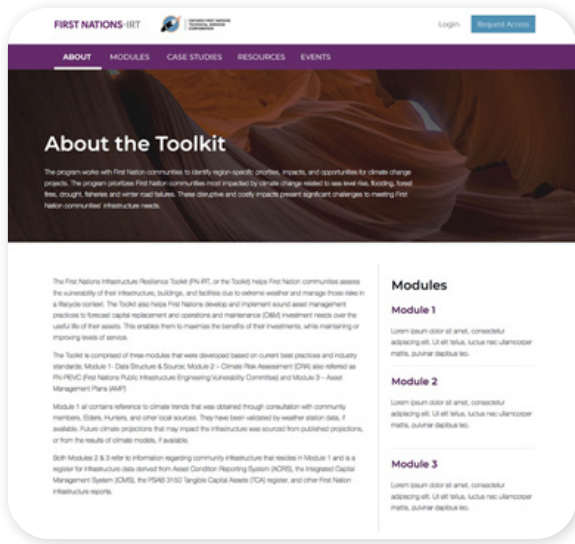 FIRST NATIONS-IRT
ONTARIO FIRST NATIONS
TECHNICAL SERVICES
CORPORATION
Login
Request Access
ABOUT
MODULES
CASE STUDIES
RESOURCES
EVENTS
About the Toolkit
The program works with First Nation communities to identify region-specific priorities, impacts, and opportunities for climate change
projects. The program prioritizes First Nation communities most impacted by climate change related to sea level rise, flooding, forest
fires, drought, fisheries and winter road failures. These disruptive and costly impacts present significant challenges to meeting First
Nation communities' infrastructure needs.
The First Nations Infrastructure Resilience Toolkit (FN-IRT, or the Toolkit) helps First Nation communities assess
the vulnerability of their infrastructure, buildings, and facilities due to extreme weather and manage those risks in
a lifecycle context. The Toolkit also helps First Nations develop and implement sound asset management
practices to forecast capital replacement and operations and maintenance (O&M) investment needs over the
useful life of their assets. This enables them to maximize the benefits of their investments, while maintaining or
improving levels of service.
The Toolkit is comprised of three modules that were developed based on current best practices and industry
standards: Module 1- Data Structure & Source; Module 2 – Climate Risk Assessment (CRA) also referred as
FN-PIEVC (First Nations Public Infrastructure Engineering Vulnerability Committee) and Module 3 – Asset
Management Plans (AMP)
Module 1 all contains reference to climate trends that was obtained through consultation with community
members, Elders, Hunters, and other local sources. They have been validated by weather station data, if
available. Future climate projections that may impact the infrastructure was sourced from published projections,
or from the results of climate models, if available.
Both Modules 2 & 3 refer to information regarding community infrastructure that resides in Module 1 and is a
register for infrastructure data derived from Asset Condition Reporting System (ACRS), the Integrated Capital
Management System (ICMS), the PSAB 3150 Tangible Capital Assets (TCA) register, and other First Nation
infrastructure reports.
Modules
Module 1
Lorem ipsum dolor sit amet, consectetur
adipiscing elit. Ut elit tellus, luctus nec ullamcorper
mattis, pulvinar dapibus leo.
Module 2
Lorem ipsum dolor sit amet, consectetur
adipiscing elit. Ut elit tellus, luctus nec ullamcorper
mattis, pulvinar dapibus leo.
Module 3
Lorem ipsum dolor sit amet, consectetur
adipiscing elit. Ut elit tellus, luctus nec ullamcorper
mattis, pulvinar dapibus leo.